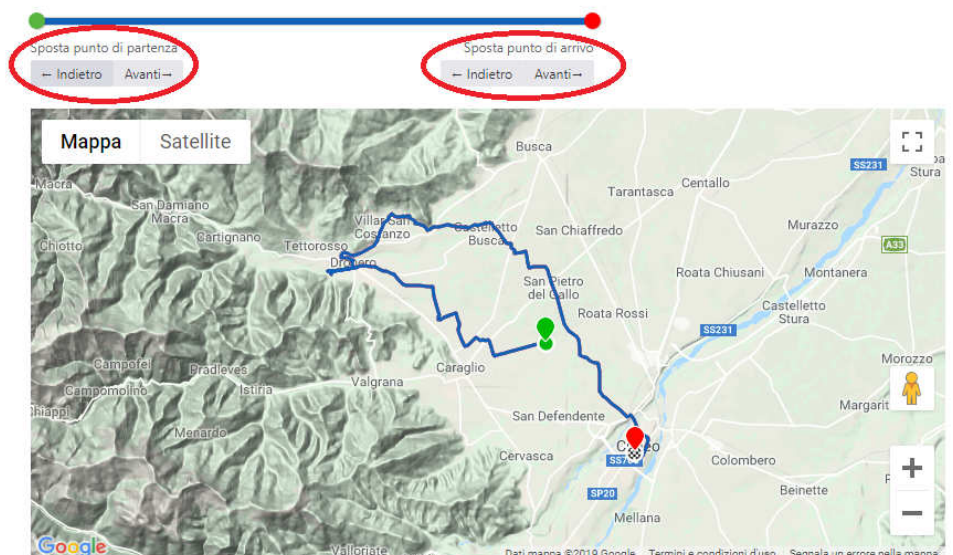 Sposta punto di partenza
Sposta punto di arrivo
← Indietro Avanti→
← Indietro Avanti→
Mappa Satellite
Busca
SS231
Stura
Macra
Tarantasca
Centallo
San Damiano
Macra
Villar San
Costanzo
Cartignano
Tettorosso
Castelletto
Busca
San Chiaffredo
Murazzo
A33
Chiotto
Dronero
Roata Chiusani
Montanera
San Pietro
del Gallo
Roata Rossi
Castelletto
Stura
SS231
Morozzo
Campofei
Pradleves
Caraglio
Campomolino
Istiria
Valgrana
Chiappi
Margarit
San Defendente
Menardo
Cuneo
Cervasca
Colombero
SP20
Beinette
Mellana
Valloriate
Google
Dati mappa ©2019 Google Termini e condizioni d'uso Segnala un errore nella mappa